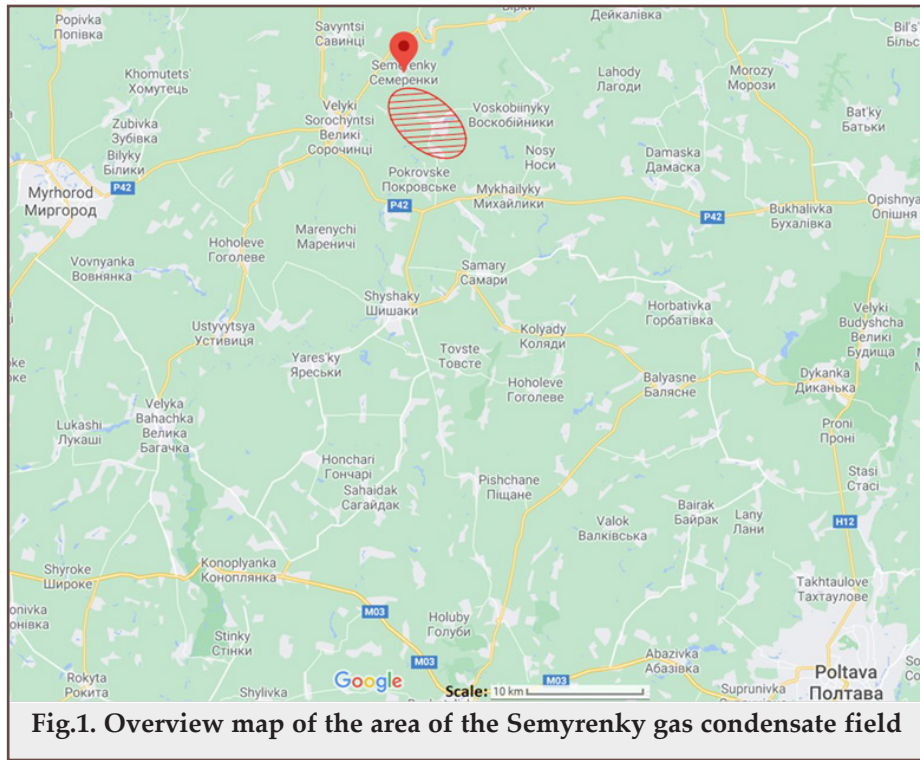 Popivka
Попівка
Savyntsi
Савинці
Дейкалівка
Khomutets'
Хомутець
Semerenky
Семеренки
Lahody
Лагоди
Morozy
Морози
Velyki
Sorochyntsi
Великі
Сорочинці
Voskobiinyky
Воскобійники
Bat'ky
Батьки
Zubivka
Зубівка
Bilyky
Білики
Nosy
Носи
Damaska
Дамаска
Pokrovske
Покровське
Myrhorod
Миргород
P42
Mykhailyky
Михайлики
P42
P42
Bukhalivka
Бухалівка
Opishnya
Опішня
Marenychi
Мареничі
Hoholeve
Гоголеве
Vovnyanka
Вовнянка
Samary
Самари
Shyshaky
Шишаки
Horbativka
Горбатівка
Velyki
Budyshcha
Великі
Будища
Ustyvytsya
Устивиця
Kolyady
Коляди
Yares'ky
Яреськи
Tovste
Товсте
Hoholeve
Гоголеве
Balyasne
Балясне
Dykanka
Диканька
Velyka
Bahachka
Велика
Багачка
Lukashi
Лукаші
Proni
Проні
Honchari
Гончарі
Sahaidak
Сагайдак
Pishchane
Піщане
Stasi
Стасі
Bairak
Байрак
Lany
Лани
Valok
Валківська
H12
Konoplyanka
Коноплянка
Shyroke
Широке
Takhtaulove
Тахтаулове
M03
Holuby
Голуби
Stinky
Стінки
M03
Abazivka
Абазівка
Poltava
Полтава
Rokyta
Рокита
Shylivka
Google
Scale: 10 km
M03
Suprunivka
Fig.1. Overview map of the area of the Semyrenky gas condensate field